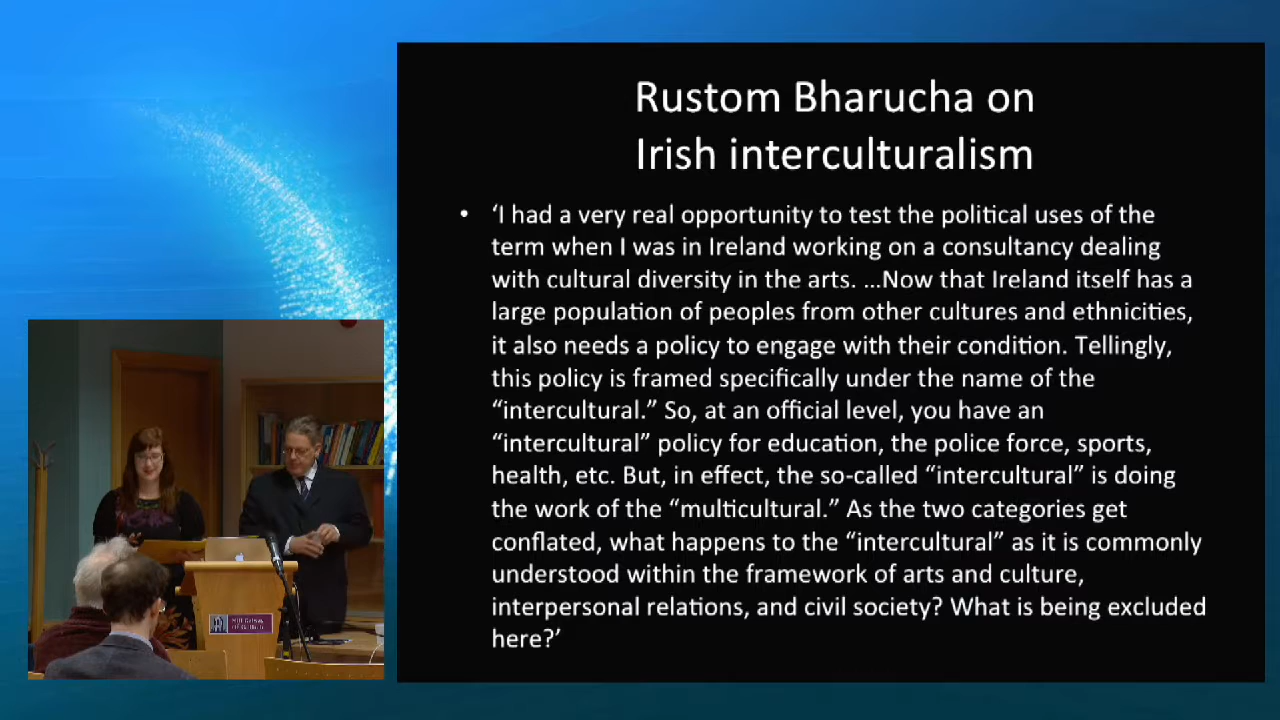 Rustom Bharucha on
Irish interculturalism
• ‘I had a very real opportunity to test the political uses of the
term when I was in Ireland working on a consultancy dealing
with cultural diversity in the arts. …Now that Ireland itself has a
large population of peoples from other cultures and ethnicities,
it also needs a policy to engage with their condition. Tellingly,
this policy is framed specifically under the name of the
“intercultural.” So, at an official level, you have an
“intercultural” policy for education, the police force, sports,
health, etc. But, in effect, the so-called “intercultural” is doing
the work of the “multicultural.” As the two categories get
conflated, what happens to the “intercultural” as it is commonly
understood within the framework of arts and culture,
interpersonal relations, and civil society? What is being excluded
here?’